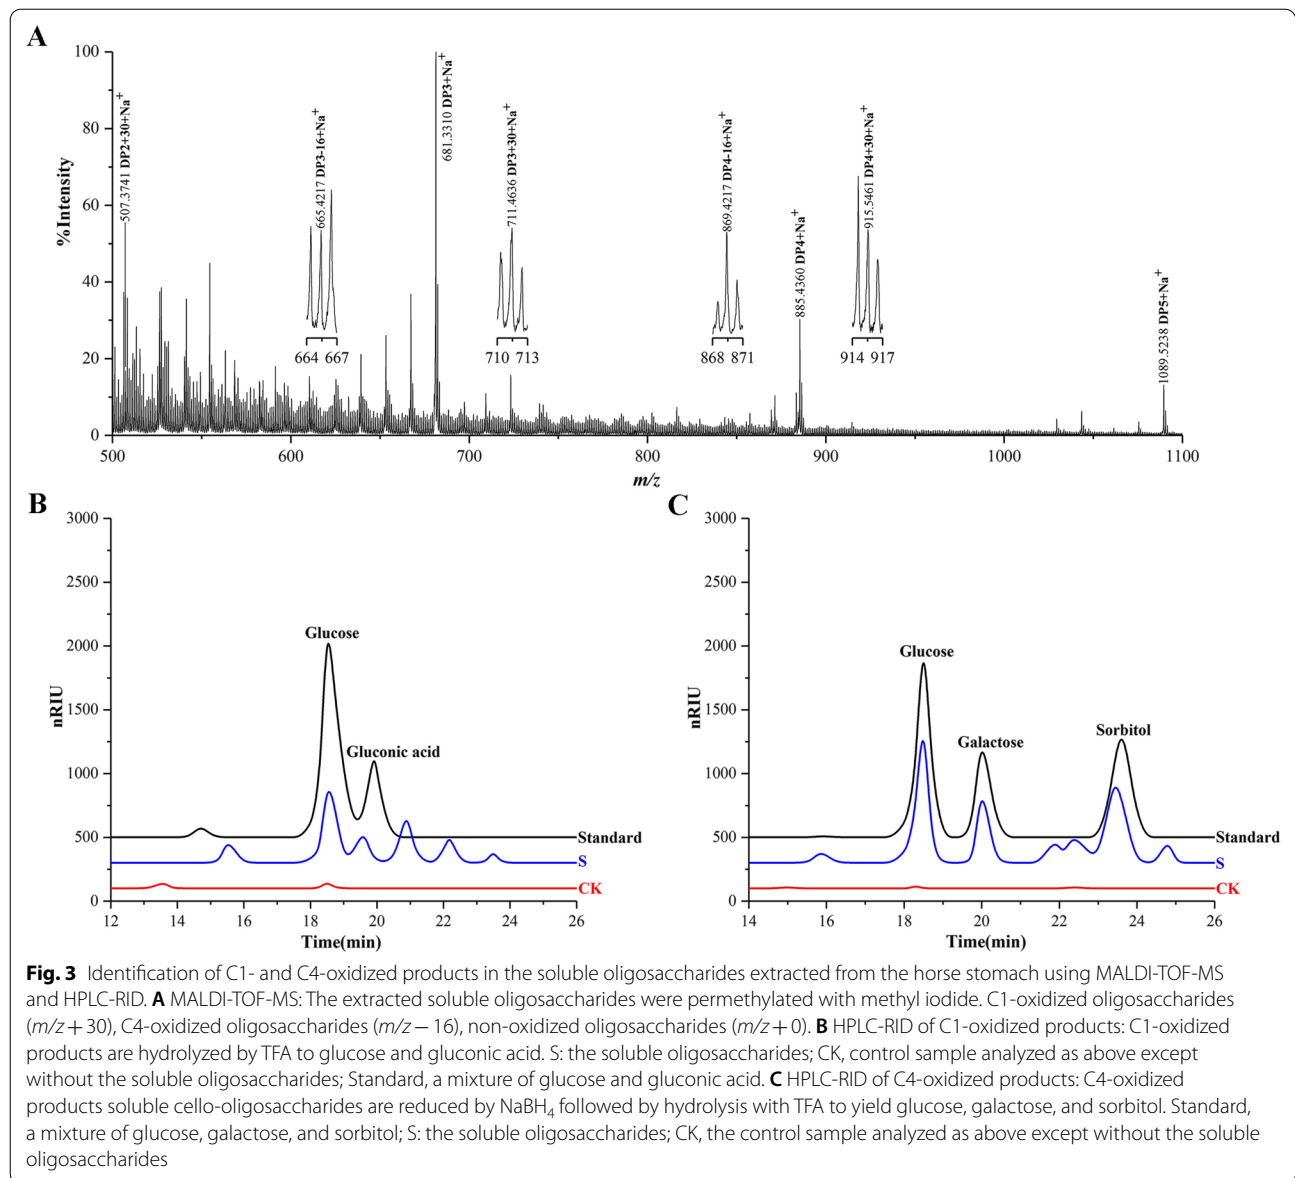 A
100
80
60
40
20
0
%Intensity
507.3741 DP2+30+Na+
665.4217 DP3-16+Na+
681.3310 DP3+Na+
711.4636 DP3+30+Na+
869.4217 DP4-16+Na+
885.4360 DP4+Na+
915.5461 DP4+30+Na+
1089.5238 DP5+Na+
664 667
710 713
868 871
914 917
500 600 700 800 900 1000 1100
m/z
B
3000
2500
2000
1500
1000
500
0
nRIU
Glucose
Gluconic acid
Standard
S
CK
12 14 16 18 20 22 24 26
Time(min)
C
3000
2500
2000
1500
1000
500
0
nRIU
Glucose
Galactose
Sorbitol
Standard
S
CK
14 16 18 20 22 24 26
Time(min)
Fig. 3 Identification of C1- and C4-oxidized products in the soluble oligosaccharides extracted from the horse stomach using MALDI-TOF-MS
and HPLC-RID. A MALDI-TOF-MS: The extracted soluble oligosaccharides were permethylated with methyl iodide. C1-oxidized oligosaccharides
(m/z + 30), C4-oxidized oligosaccharides (m/z − 16), non-oxidized oligosaccharides (m/z + 0). B HPLC-RID of C1-oxidized products: C1-oxidized
products are hydrolyzed by TFA to glucose and gluconic acid. S: the soluble oligosaccharides; CK, control sample analyzed as above except
without the soluble oligosaccharides; Standard, a mixture of glucose and gluconic acid. C HPLC-RID of C4-oxidized products: C4-oxidized
products soluble cello-oligosaccharides are reduced by NaBH4 followed by hydrolysis with TFA to yield glucose, galactose, and sorbitol. Standard,
a mixture of glucose, galactose, and sorbitol; S: the soluble oligosaccharides; CK, the control sample analyzed as above except without the soluble
oligosaccharides